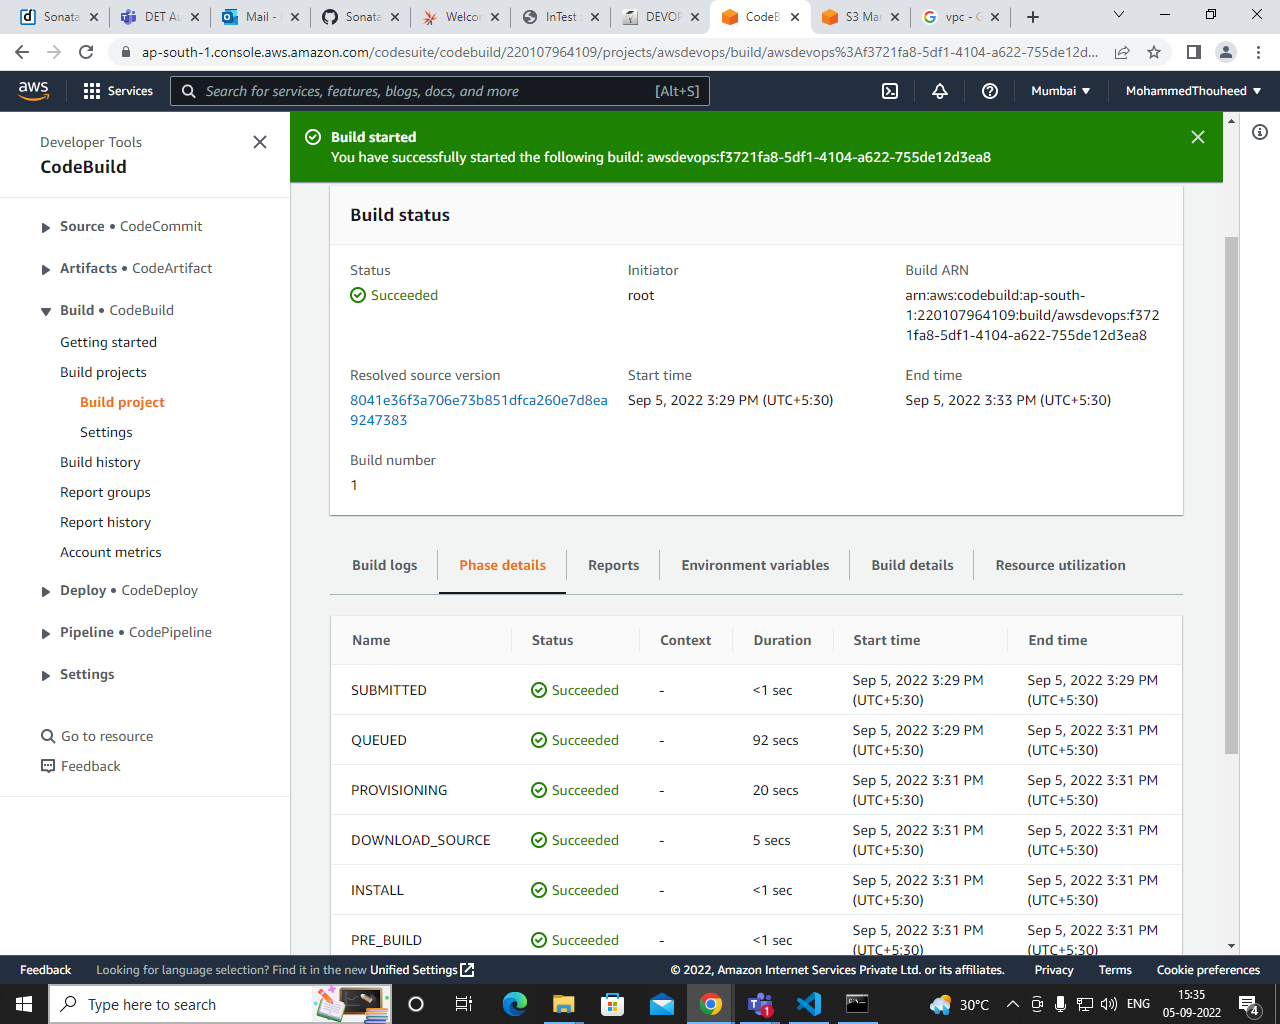 Sonata
DET Au
Mail -
Sonata
Welcor
InTest
DEVOP
CodeB
S3 Mar
vpc - G
ap-south-1.console.aws.amazon.com/codesuite/codebuild/220107964109/projects/awsdevops/build/awsdevops%3Af3721fa8-5df1-4104-a622-755de12d...
aws
Services
Search for services, features, blogs, docs, and more
[Alt+S]
Mumbai
MohammedThouheed
Developer Tools
CodeBuild
Source • CodeCommit
Artifacts • CodeArtifact
Build • CodeBuild
Getting started
Build projects
Build project
Settings
Build history
Report groups
Report history
Account metrics
Deploy • CodeDeploy
Pipeline • CodePipeline
Settings
Go to resource
Feedback
Build started
You have successfully started the following build: awsdevops:f3721fa8-5df1-4104-a622-755de12d3ea8
Build status
Status
Succeeded
Initiator
root
Build ARN
arn:aws:codebuild:ap-south-
1:220107964109:build/awsdevops:f372
1fa8-5df1-4104-a622-755de12d3ea8
Resolved source version
8041e36f3a706e73b851dfca260e7d8ea
9247383
Start time
Sep 5, 2022 3:29 PM (UTC+5:30)
End time
Sep 5, 2022 3:33 PM (UTC+5:30)
Build number
1
Build logs
Phase details
Reports
Environment variables
Build details
Resource utilization
Name Status Context Duration Start time End time
SUBMITTED Succeeded - <1 sec Sep 5, 2022 3:29 PM Sep 5, 2022 3:29 PM
(UTC+5:30) (UTC+5:30)
QUEUED Succeeded - 92 secs Sep 5, 2022 3:29 PM Sep 5, 2022 3:31 PM
(UTC+5:30) (UTC+5:30)
PROVISIONING Succeeded - 20 secs Sep 5, 2022 3:31 PM Sep 5, 2022 3:31 PM
(UTC+5:30) (UTC+5:30)
DOWNLOAD_SOURCE Succeeded - 5 secs Sep 5, 2022 3:31 PM Sep 5, 2022 3:31 PM
(UTC+5:30) (UTC+5:30)
INSTALL Succeeded - <1 sec Sep 5, 2022 3:31 PM Sep 5, 2022 3:31 PM
(UTC+5:30) (UTC+5:30)
PRE_BUILD Succeeded - <1 sec Sep 5, 2022 3:31 PM Sep 5, 2022 3:31 PM
(UTC+5:30) (UTC+5:30)
Feedback
Looking for language selection? Find it in the new Unified Settings
© 2022, Amazon Internet Services Private Ltd. or its affiliates.
Privacy
Terms
Cookie preferences
Type here to search
1
30°C
ENG
15:35
05-09-2022
4